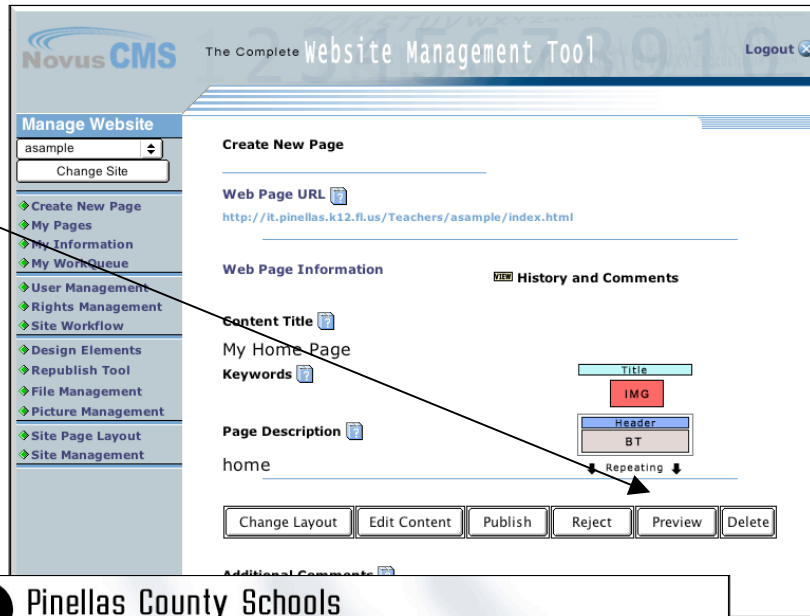 Novus CMS
The Complete Website Management Tool
Logout
Manage Website
asample
Change Site
Create New Page
My Pages
My Information
My WorkQueue
User Management
Rights Management
Site Workflow
Design Elements
Republish Tool
File Management
Picture Management
Site Page Layout
Site Management
Create New Page
Web Page URL
http://it.pinellas.k12.fl.us/Teachers/asample/index.html
Web Page Information
VIEW History and Comments
Content Title
My Home Page
Keywords
Title
IMG
Header
BT
Repeating
Page Description
home
Change Layout Edit Content Publish Reject Preview Delete
Additional Comments
Pinellas County Schools